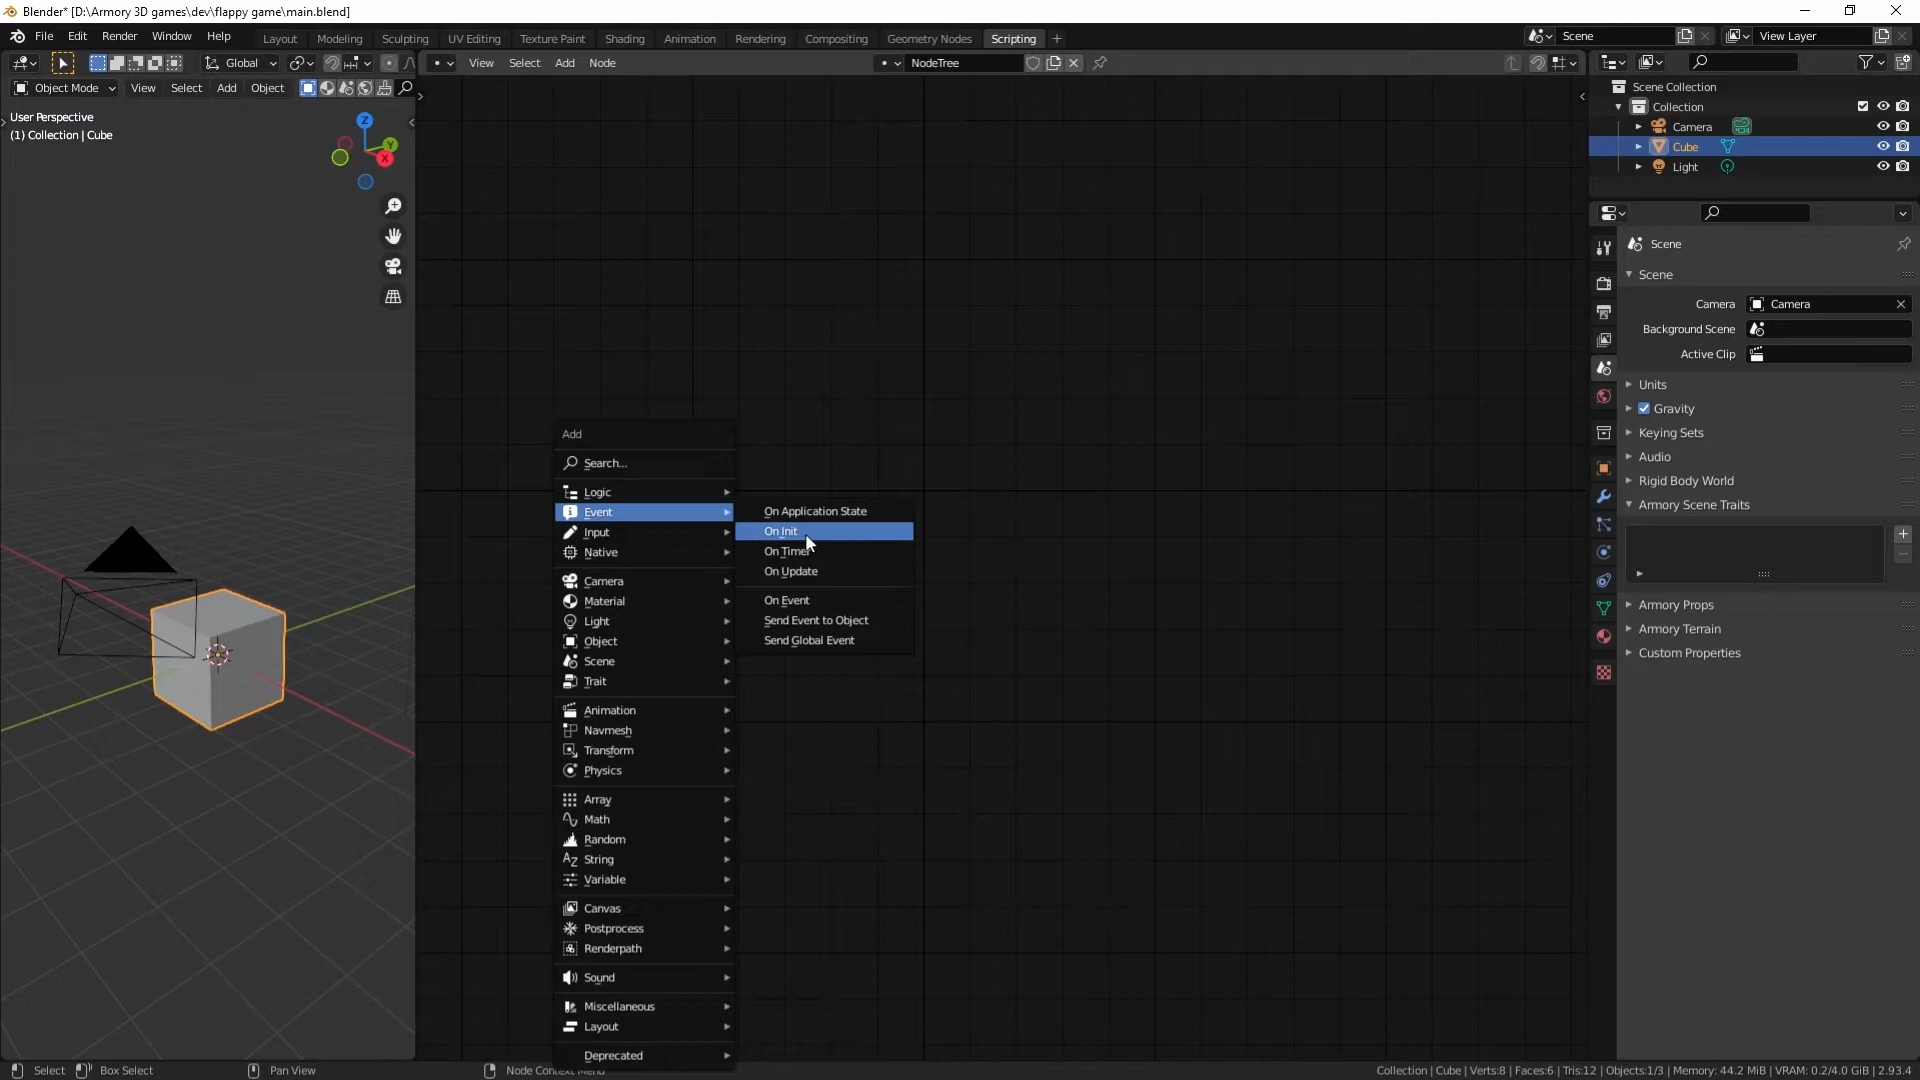 Blender* [D:\Armory 3D games\dev\flappy game\main.blend]
File Edit Render Window Help Layout Modeling Sculpting UV Editing Texture Paint Shading Animation Rendering Compositing Geometry Nodes Scripting + Scene View Layer
Global View Select Add Node NodeTree
Object Mode View Select Add Object
User Perspective
(1) Collection | Cube
Z
Y
X
Scene Collection
Collection
Camera
Cube
Light
Scene
Scene
Camera Camera
Background Scene
Active Clip
Units
Gravity
Keying Sets
Audio
Rigid Body World
Armory Scene Traits
Armory Props
Armory Terrain
Custom Properties
Add
Search...
Logic
Event
Input
Native
Camera
Material
Light
Object
Scene
Trait
Animation
Navmesh
Transform
Physics
Array
Math
Random
String
Variable
Canvas
Postprocess
Renderpath
Sound
Miscellaneous
Layout
Deprecated
On Application State
On Init
On Timer
On Update
On Event
Send Event to Object
Send Global Event
Select Box Select Pan View Node Context Menu Collection | Cube | Verts:8 | Faces:6 | Tris:12 | Objects:1/3 | Memory: 44.2 MiB | VRAM: 0.2/4.0 GiB | 2.93.4